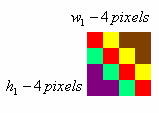 w₁ – 4 pixels
h₁ – 4 pixels